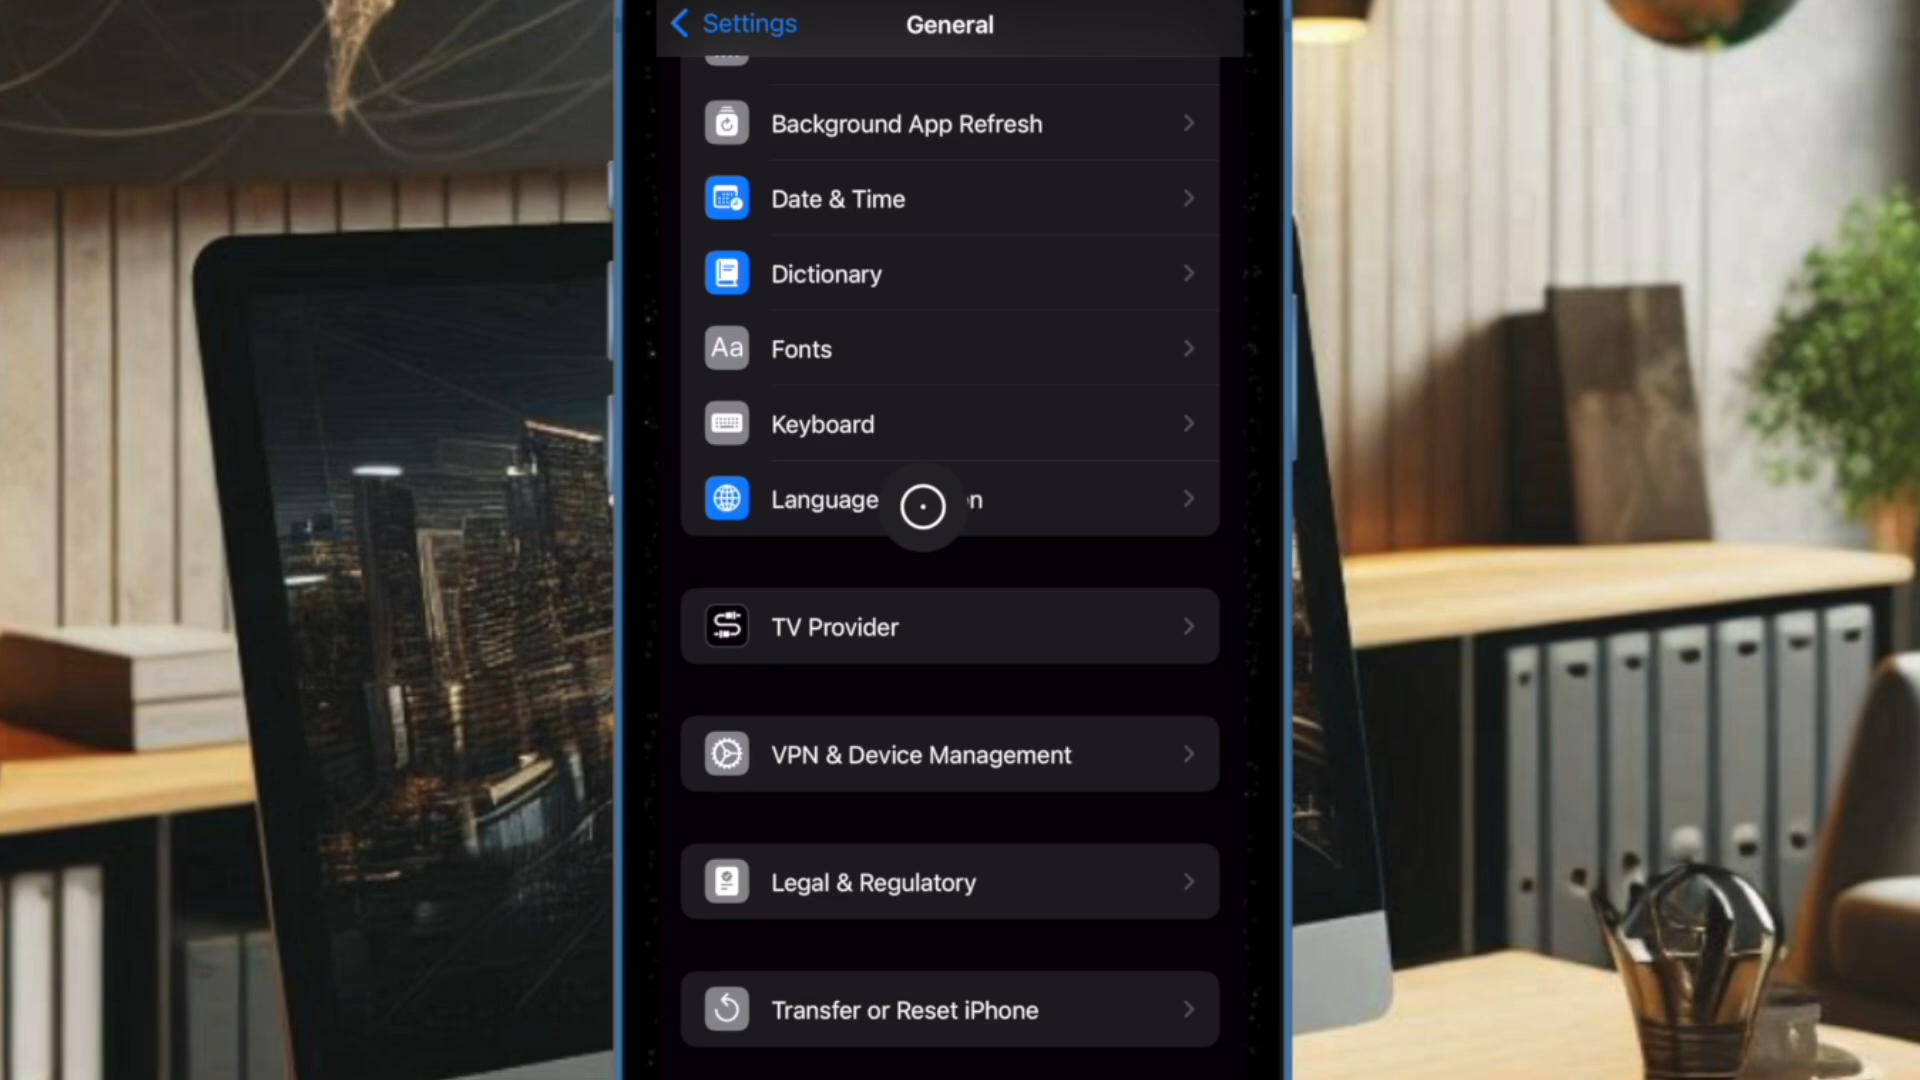 Settings
General
Background App Refresh
Date & Time
Dictionary
Aa Fonts
Keyboard
Language
TV Provider
VPN & Device Management
Legal & Regulatory
Transfer or Reset iPhone